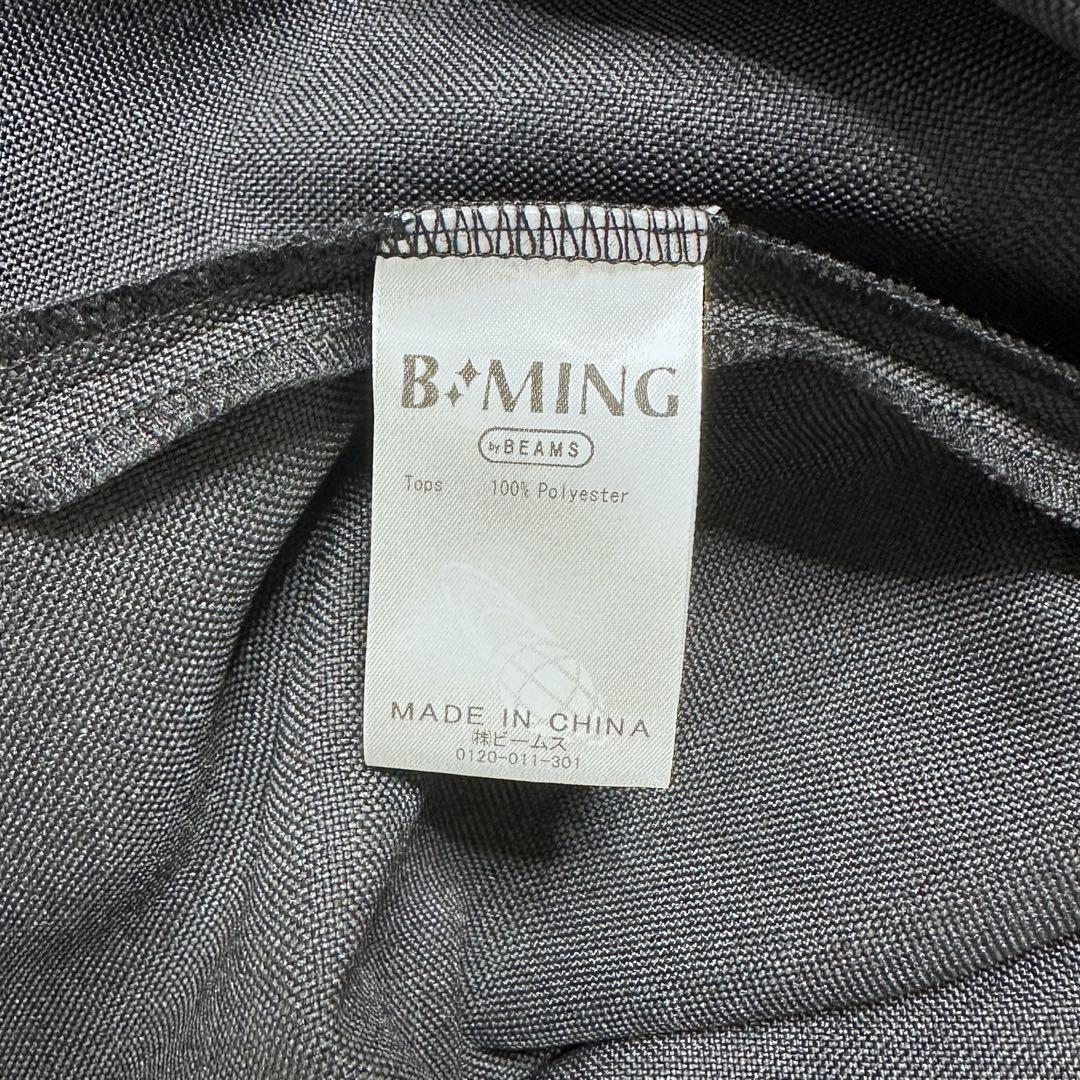 B MING
by BEAMS
Tops 100% Polyester
MADE IN CHINA
㈱ビームス
0120-011-301